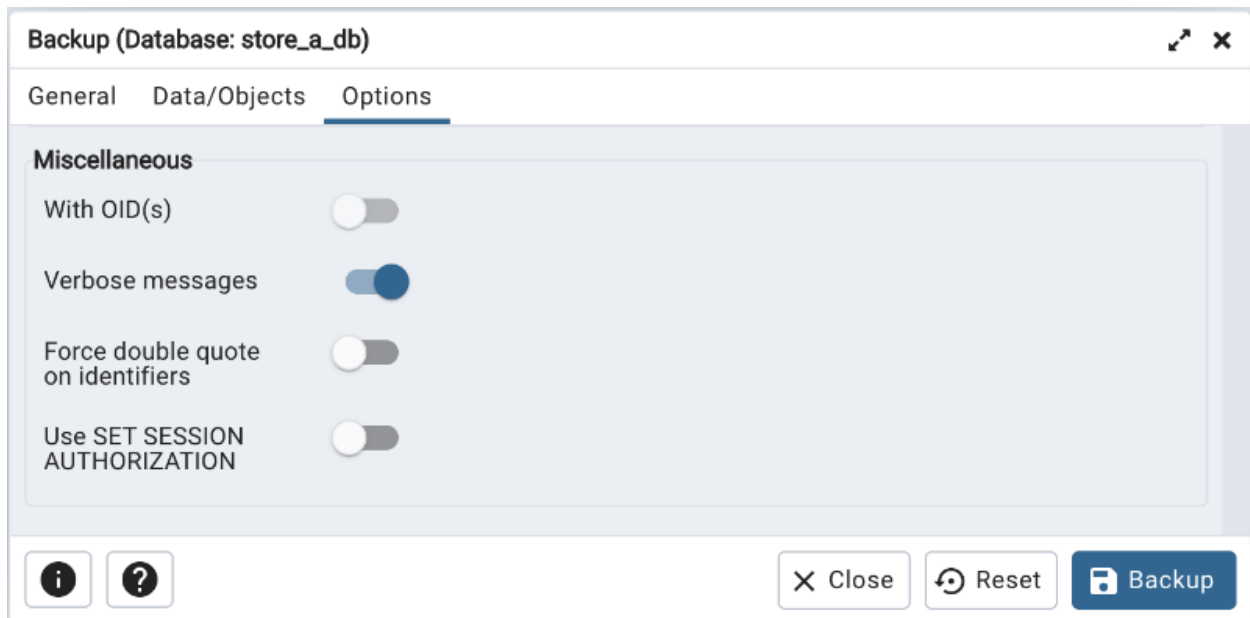 Backup (Database: store_a_db)
General Data/Objects Options
Miscellaneous
With OID(s)
Verbose messages
Force double quote
on identifiers
Use SET SESSION
AUTHORIZATION
Close Reset Backup